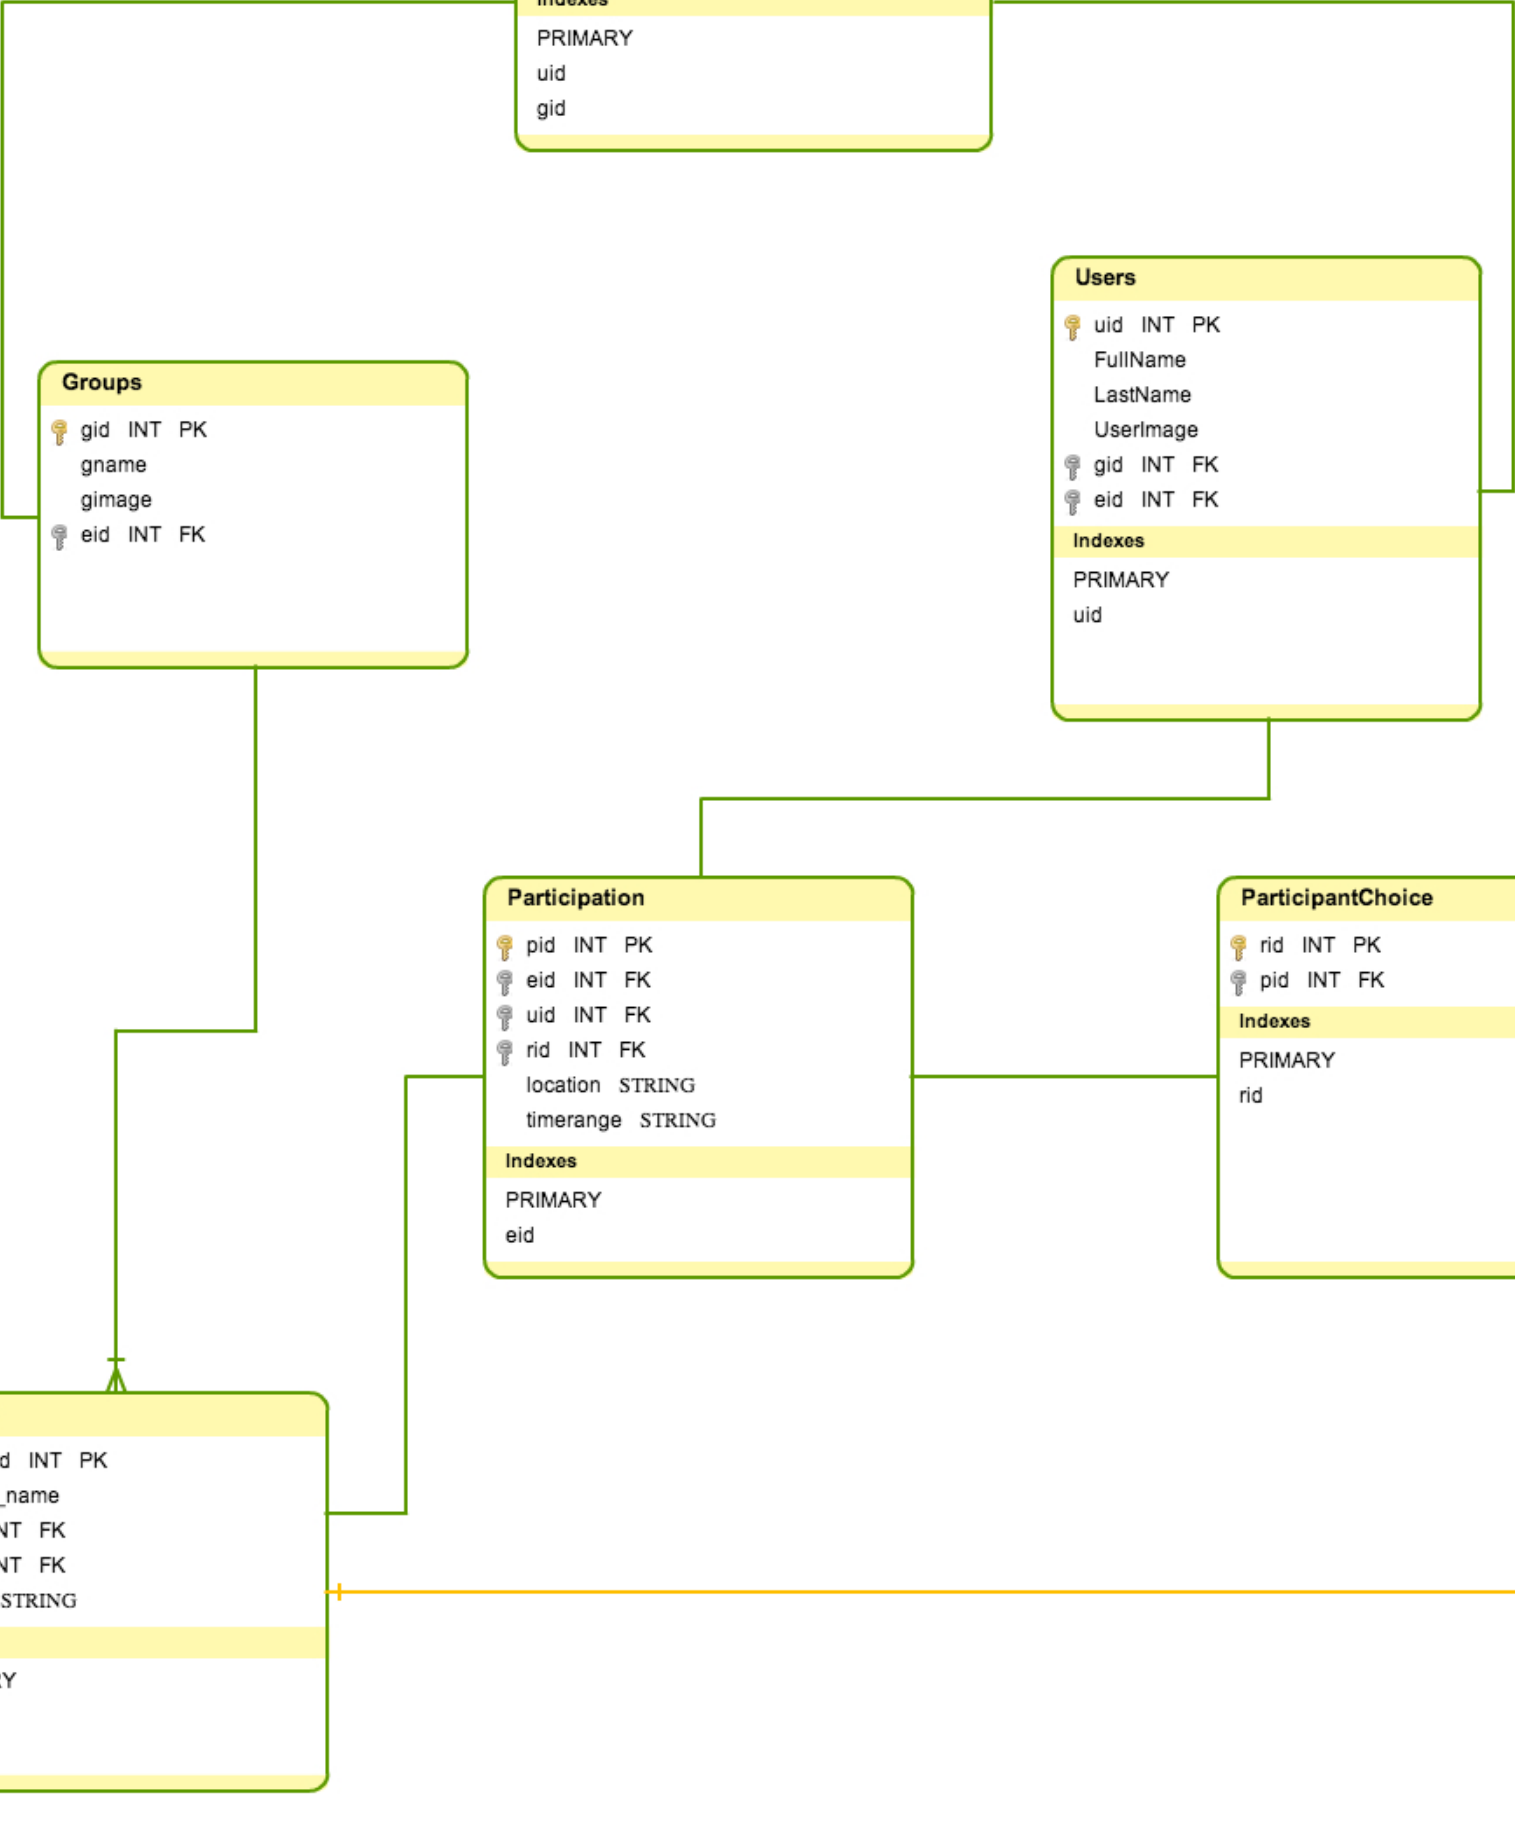 Indexes
PRIMARY
uid
gid
Users
uid INT PK
FullName
LastName
UserImage
gid INT FK
eid INT FK
Indexes
PRIMARY
uid
Groups
gid INT PK
gname
gimage
eid INT FK
Participation
pid INT PK
eid INT FK
uid INT FK
rid INT FK
location STRING
timerange STRING
Indexes
PRIMARY
eid
ParticipantChoice
rid INT PK
pid INT FK
Indexes
PRIMARY
rid
d INT PK
_name
NT FK
NT FK
STRING
Y